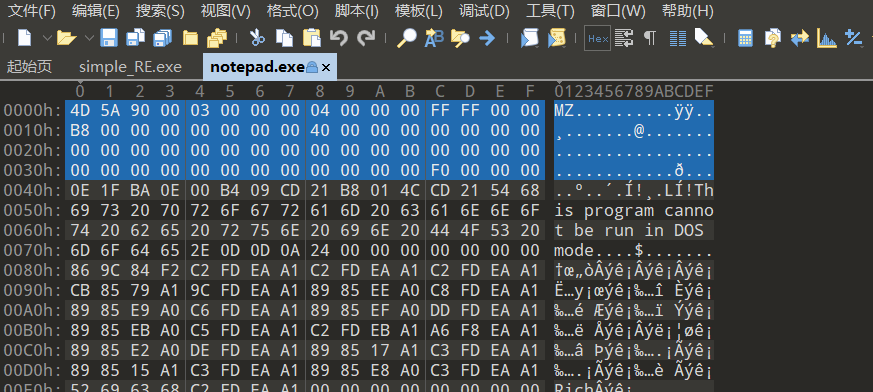 文件(F) 编辑(E) 搜索(S) 视图(V) 格式(O) 脚本(I) 模板(L) 调试(D) 工具(T) 窗口(W) 帮助(H)
Hex
起始页 simple_RE.exe notepad.exe ×
0 1 2 3 4 5 6 7 8 9 A B C D E F 0123456789ABCDEF
0000h: 4D 5A 90 00 03 00 00 00 04 00 00 00 FF FF 00 00 MZ..........ÿÿ..
0010h: B8 00 00 00 00 00 00 00 40 00 00 00 00 00 00 00 ¸.......@.......
0020h: 00 00 00 00 00 00 00 00 00 00 00 00 00 00 00 00 ................
0030h: 00 00 00 00 00 00 00 00 00 00 00 00 F0 00 00 00 ............ð...
0040h: 0E 1F BA 0E 00 B4 09 CD 21 B8 01 4C CD 21 54 68 ..º..´.Í!¸.LÍ!Th
0050h: 69 73 20 70 72 6F 67 72 61 6D 20 63 61 6E 6E 6F is program canno
0060h: 74 20 62 65 20 72 75 6E 20 69 6E 20 44 4F 53 20 t be run in DOS
0070h: 6D 6F 64 65 2E 0D 0D 0A 24 00 00 00 00 00 00 00 mode....$.......
0080h: 86 9C 84 F2 C2 FD EA A1 C2 FD EA A1 C2 FD EA A1 †œ„òÂýê¡Âýê¡Âýê¡
0090h: CB 85 79 A1 9C FD EA A1 89 85 EE A0 C8 FD EA A1 Ë…y¡œýê¡‰…î Èýê¡
00A0h: 89 85 E9 A0 C6 FD EA A1 89 85 EF A0 DD FD EA A1 ‰…é Æýê¡‰…ï Ýýê¡
00B0h: 89 85 EB A0 C5 FD EA A1 C2 FD EB A1 A6 F8 EA A1 ‰…ë Åýê¡Âýë¡¦øê¡
00C0h: 89 85 E2 A0 DE FD EA A1 89 85 17 A1 C3 FD EA A1 ‰…â Þýê¡‰….¡Ãýê¡
00D0h: 89 85 15 A1 C3 FD EA A1 89 85 E8 A0 C3 FD EA A1 ‰….¡Ãýê¡‰…è Ãýê¡
00E0h: 52 69 63 68 C2 FD EA A1 00 00 00 00 00 00 00 00 RichÂýê¡........